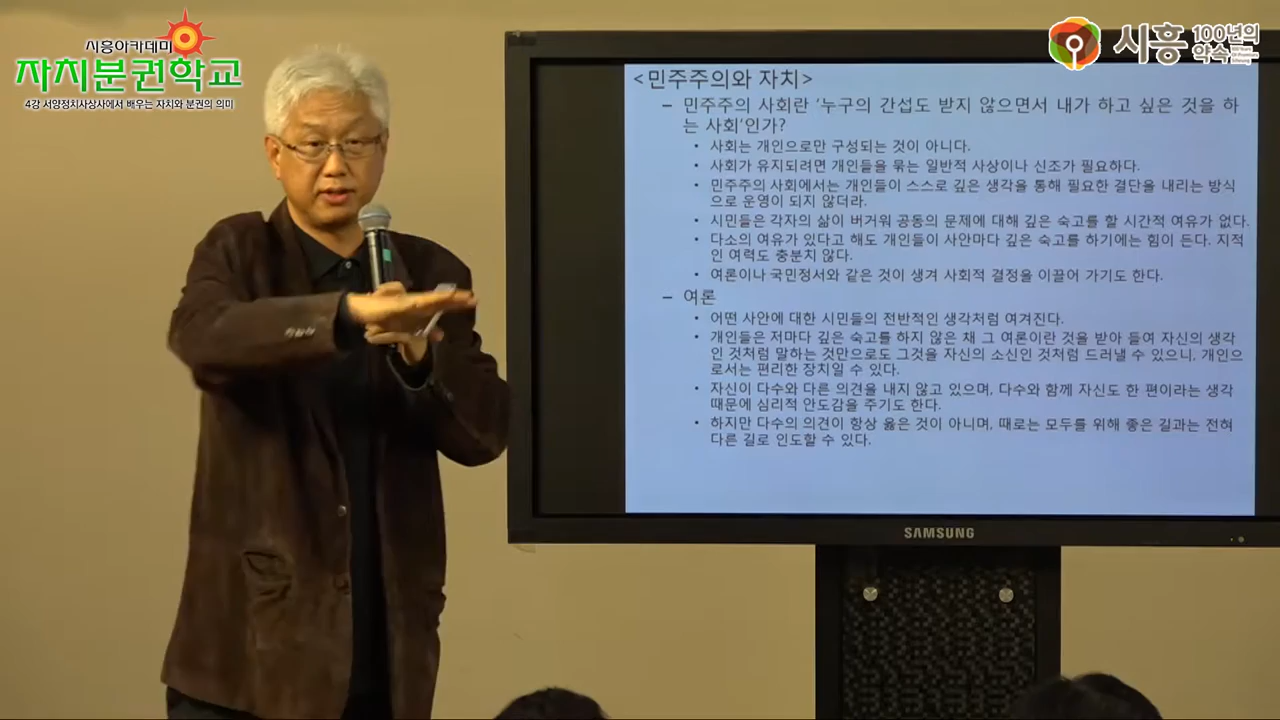 시흥아카데미
자치분권학교
4강 서양정치사상사에서 배우는 자치와 분권의 의미
시흥 100년의
약속
<민주주의와 자치>
– 민주주의 사회란 '누구의 간섭도 받지 않으면서 내가 하고 싶은 것을 하
는 사회'인가?
• 사회는 개인으로만 구성되는 것이 아니다.
• 사회가 유지되려면 개인들을 묶는 일반적 사상이나 신조가 필요하다.
• 민주주의 사회에서는 개인들이 스스로 깊은 생각을 통해 필요한 결단을 내리는 방식
으로 운영이 되지 않더라.
• 시민들은 각자의 삶이 버거워 공동의 문제에 대해 깊은 숙고를 할 시간적 여유가 없다.
• 다소의 여유가 있다고 해도 개인들이 사안마다 깊은 숙고를 하기에는 힘이 든다. 지적
인 여력도 충분치 않다.
• 여론이나 국민정서와 같은 것이 생겨 사회적 결정을 이끌어 가기도 한다.
– 여론
• 어떤 사안에 대한 시민들의 전반적인 생각처럼 여겨진다.
• 개인들은 저마다 깊은 숙고를 하지 않은 채 그 여론이란 것을 받아 들여 자신의 생각
인 것처럼 말하는 것만으로도 그것을 자신의 소신인 것처럼 드러낼 수 있으니, 개인으
로서는 편리한 장치일 수 있다.
• 자신이 다수와 다른 의견을 내지 않고 있으며, 다수와 함께 자신도 한 편이라는 생각
때문에 심리적 안도감을 주기도 한다.
• 하지만 다수의 의견이 항상 옳은 것이 아니며, 때로는 모두를 위해 좋은 길과는 전혀
다른 길로 인도할 수 있다.
SAMSUNG